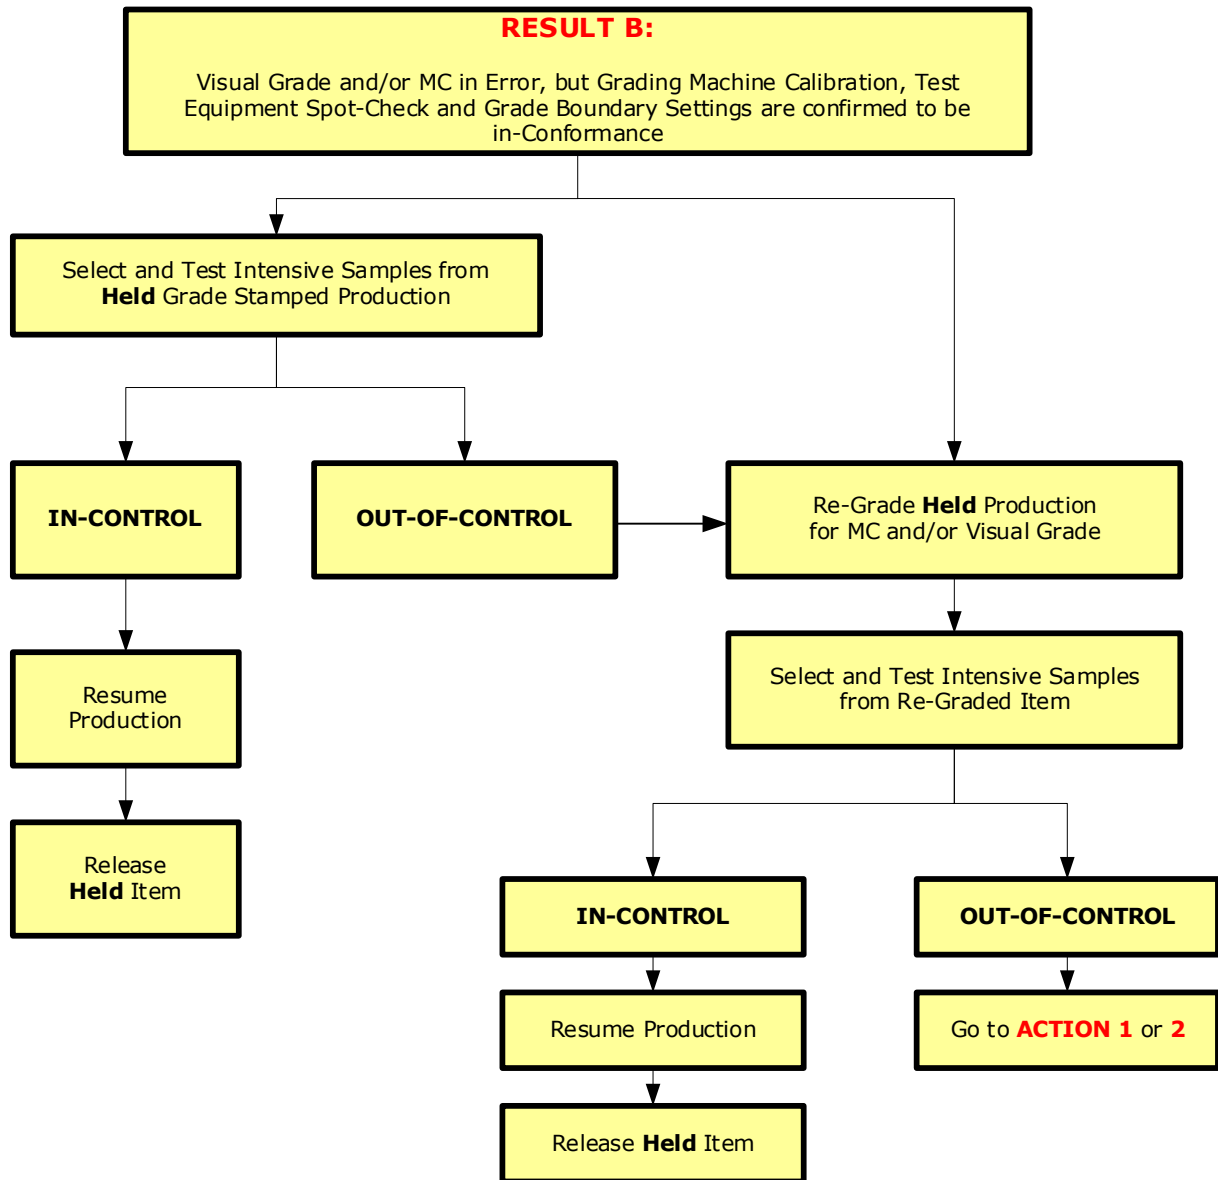 RESULT B:
Visual Grade and/or MC in Error, but Grading Machine Calibration, Test
Equipment Spot-Check and Grade Boundary Settings are confirmed to be
in-Conformance
Select and Test Intensive Samples from
Held Grade Stamped Production
IN-CONTROL
OUT-OF-CONTROL
Re-Grade Held Production
for MC and/or Visual Grade
Resume
Production
Select and Test Intensive Samples
from Re-Graded Item
Release
Held Item
IN-CONTROL
OUT-OF-CONTROL
Resume Production
Go to ACTION 1 or 2
Release Held Item